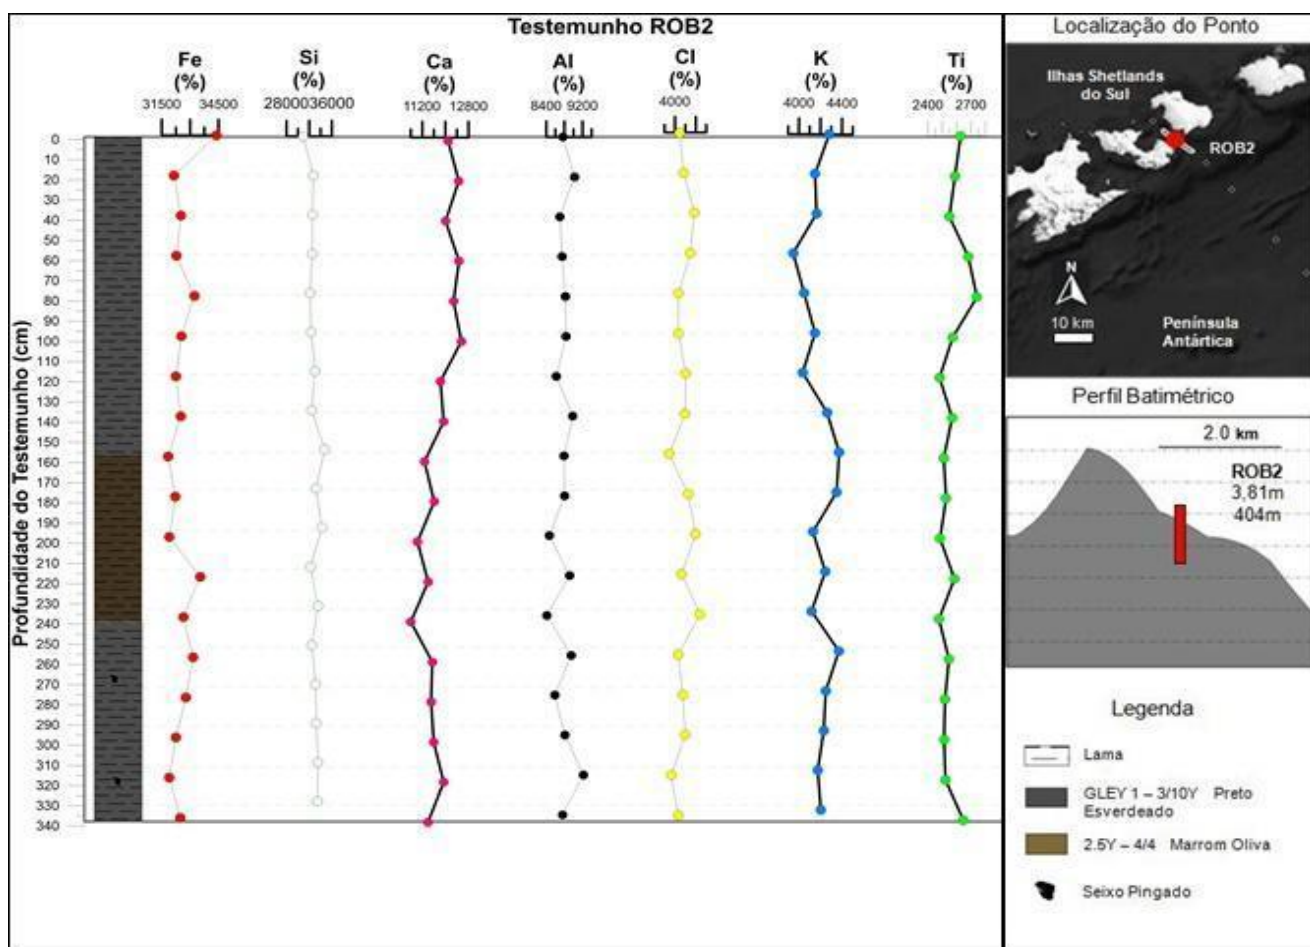 Testemunho ROB2
Fe
(%)
31500 34500
Si
(%)
2800036000
Ca
(%)
11200 12800
Al
(%)
8400 9200
Cl
(%)
4000
K
(%)
4000 4400
Ti
(%)
2400 2700
Profundidade do Testemunho (cm)
0
10
20
30
40
50
60
70
80
90
100
110
120
130
140
150
160
170
180
190
200
210
220
230
240
250
260
270
280
290
300
310
320
330
340
Localização do Ponto
Ilhas Shetlands
do Sul
ROB2
N
10 km
Península
Antártica
Perfil Batimétrico
2.0 km
ROB2
3,81m
404m
Legenda
Lama
GLEY 1 – 3/10Y Preto
Esverdeado
2.5Y – 4/4 Marrom Oliva
Seixo Pingado